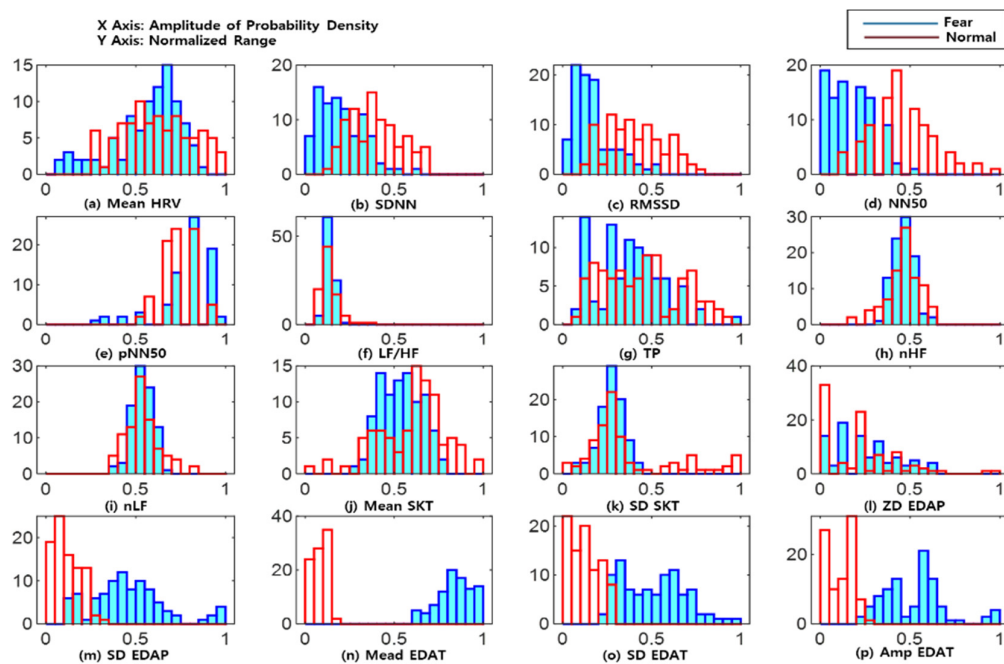 X Axis: Amplitude of Probability Density
Y Axis: Normalized Range
Fear
Normal
15
10
5
0
0 0.5 1
(a) Mean HRV
20
10
0
0 0.5 1
(b) SDNN
20
10
0
0 0.5 1
(c) RMSSD
20
10
0
0 0.5 1
(d) NN50
20
10
0
0 0.5 1
(e) pNN50
50
0
0 0.5 1
(f) LF/HF
14
10
5
0
0 0.5 1
(g) TP
30
20
10
0
0 0.5 1
(h) nHF
30
20
10
0
0 0.5 1
(i) nLF
15
10
5
0
0 0.5 1
(j) Mean SKT
20
10
0
0 0.5 1
(k) SD SKT
40
20
0
0 0.5 1
(l) ZD EDAP
20
10
0
0 0.5 1
(m) SD EDAP
40
20
0
0 0.5 1
(n) Mead EDAT
20
10
0
0 0.5 1
(o) SD EDAT
20
0
0 0.5 1
(p) Amp EDAT